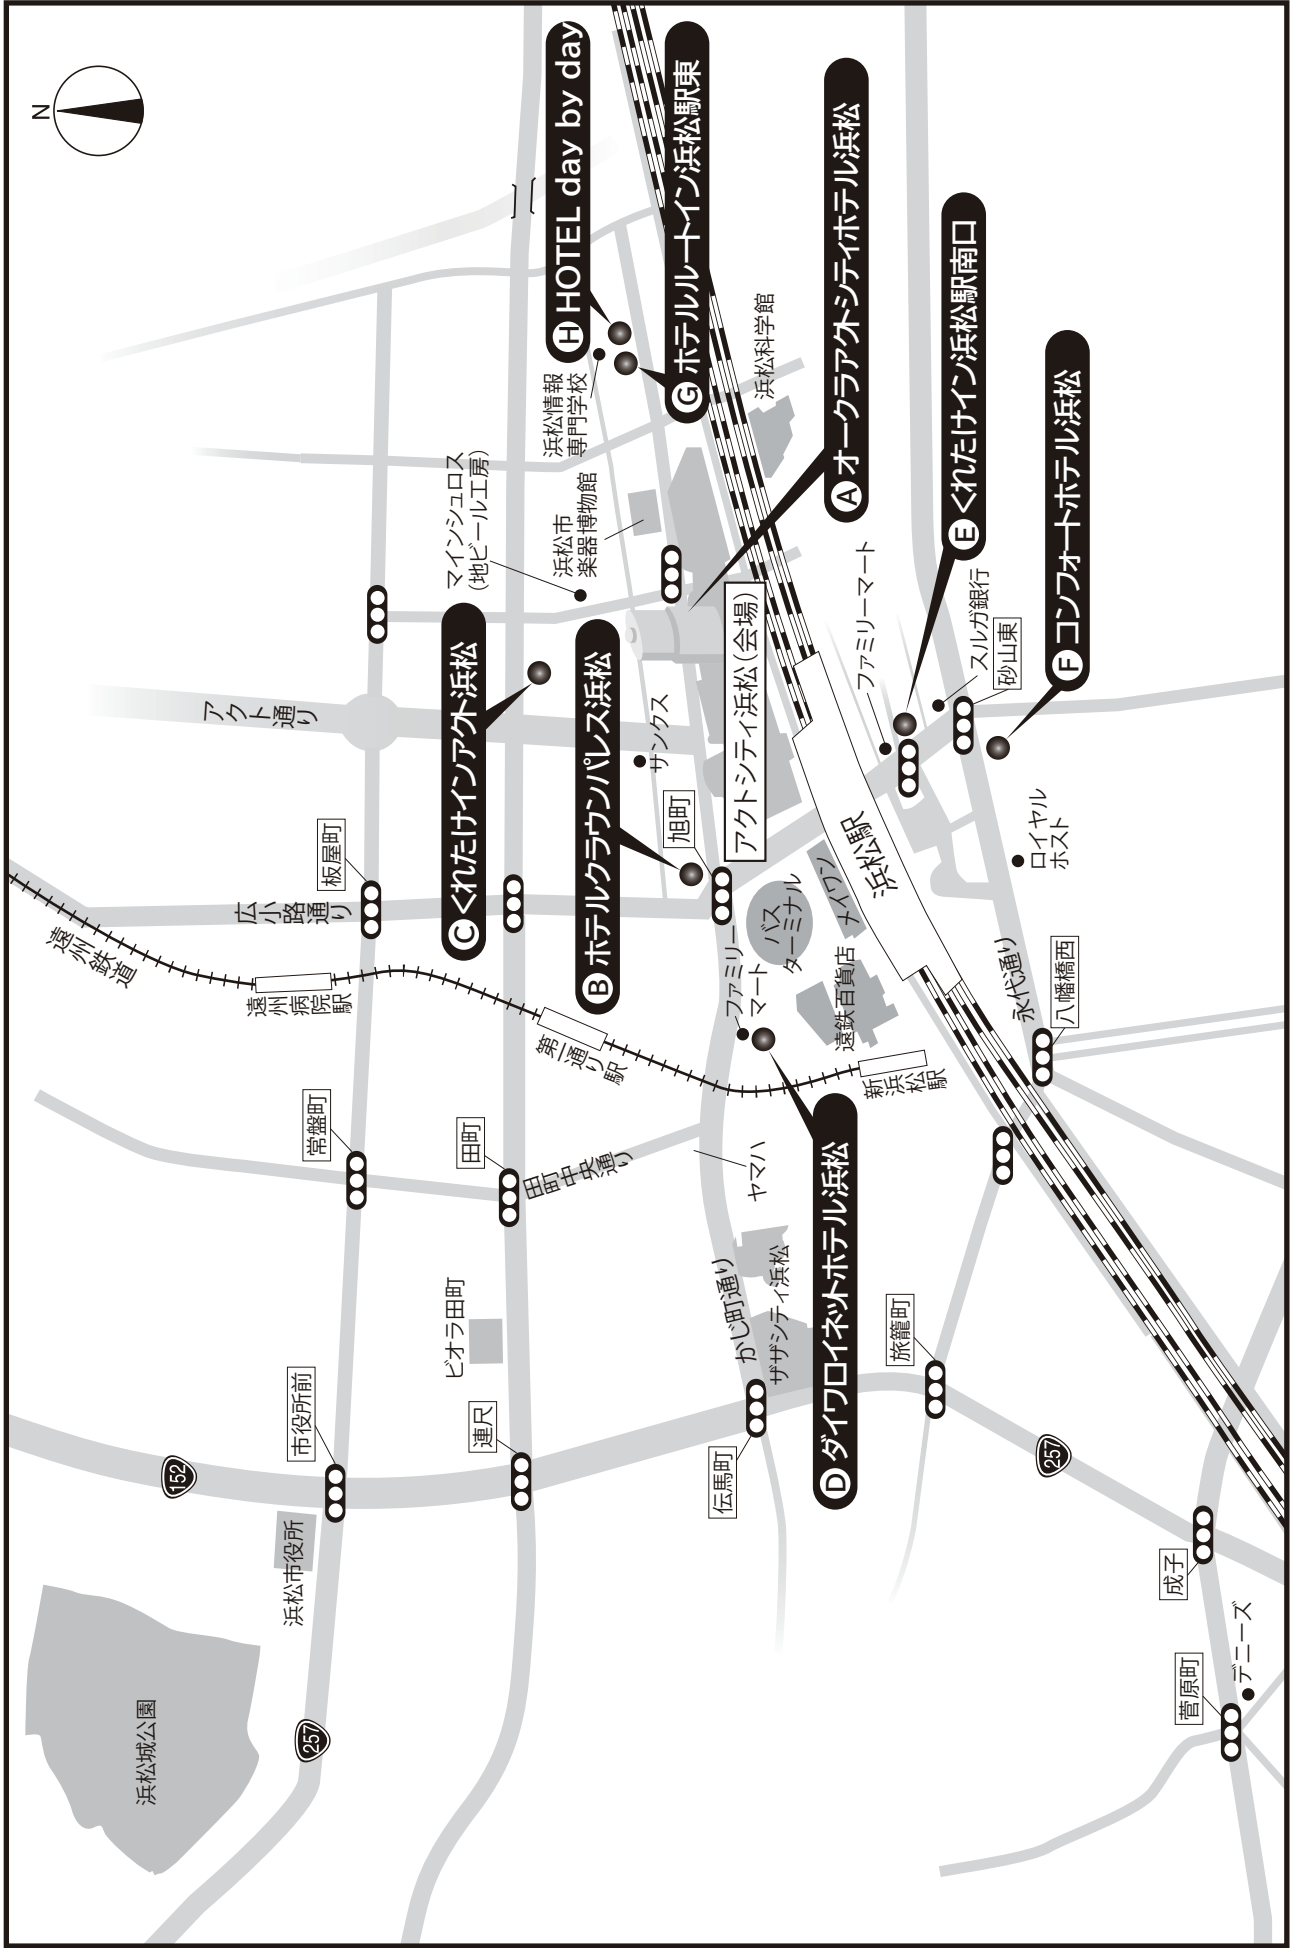 N
浜松城公園
257
浜松市役所
市役所前
152
常盤町
遠州鉄道
遠州病院駅
板屋町
広小路通り
アクト通り
連尺
ビオラ田町
田町
田町中央通り
第一通り駅
C くれたけインアクト浜松
マインシュロス
(地ビール工房)
浜松市
楽器博物館
浜松情報
専門学校
H HOTEL day by day
G ホテルルートイン浜松駅東
B ホテルクラウンパレス浜松
サンクス
旭町
アクトシティ浜松(会場)
浜松科学館
A オークラアクトシティホテル浜松
伝馬町
かじ町通り
ザザシティ浜松
ヤマハ
ファミリー
マート
バス
ターミナル
メイワン
遠鉄百貨店
新浜松駅
浜松駅
D ダイワロイネットホテル浜松
旅籠町
ファミリーマート
E くれたけイン浜松駅南口
スルガ銀行
砂山東
F コンフォートホテル浜松
ロイヤル
ホスト
永代通り
八幡橋西
257
成子
菅原町
デニーズ